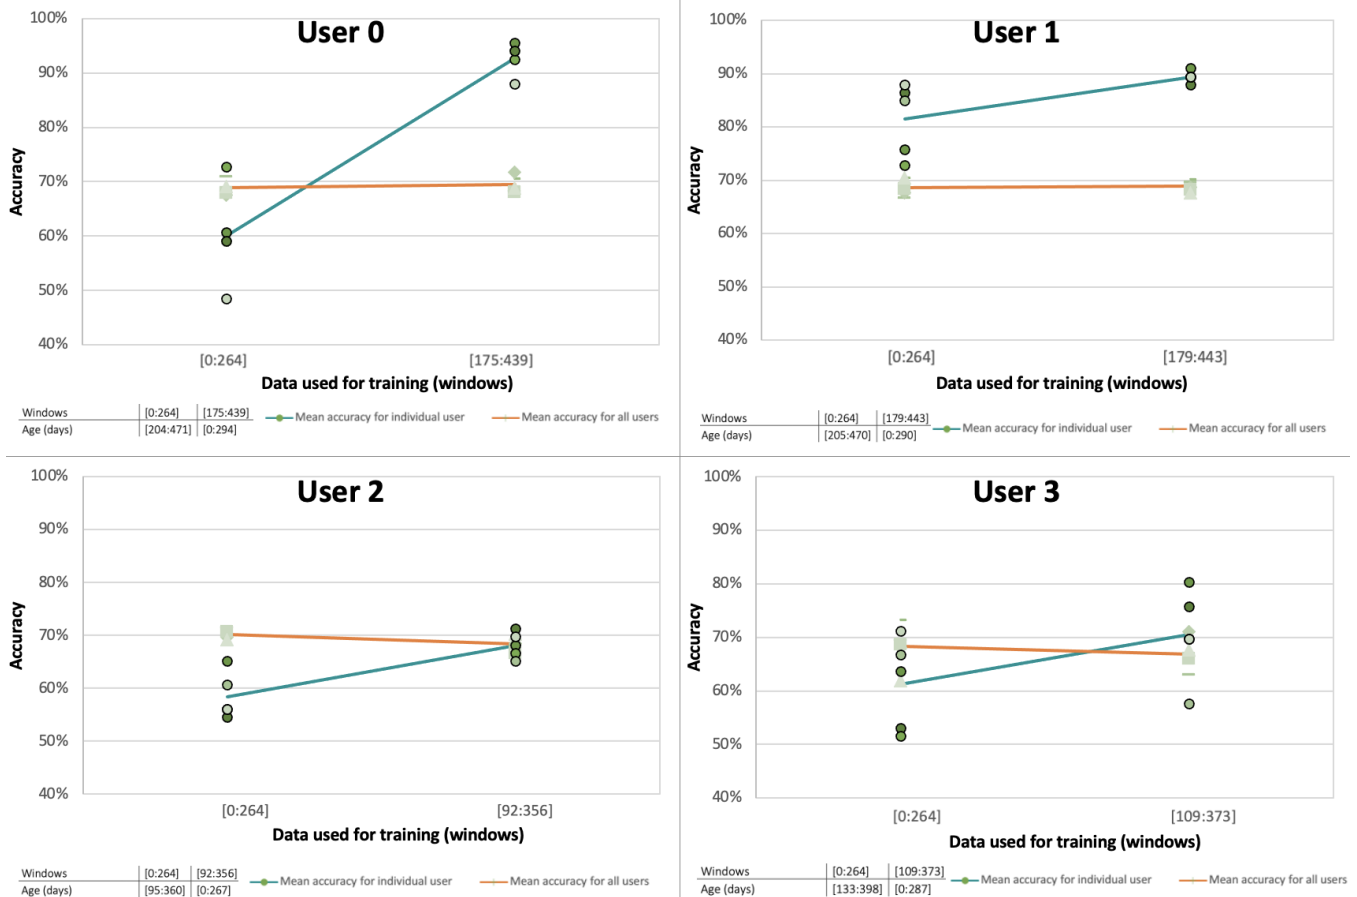 User 0
100%
90%
80%
70%
60%
50%
40%
Accuracy
[0:264] [175:439]
Data used for training (windows)
Windows [0:264] [175:439]
Age (days) [204:471] [0:294]
Mean accuracy for individual user Mean accuracy for all users
User 1
100%
90%
80%
70%
60%
50%
40%
Accuracy
[0:264] [179:443]
Data used for training (windows)
Windows [0:264] [179:443]
Age (days) [205:470] [0:290]
Mean accuracy for individual user Mean accuracy for all users
User 2
100%
90%
80%
70%
60%
50%
40%
Accuracy
[0:264] [92:356]
Data used for training (windows)
Windows [0:264] [92:356]
Age (days) [95:360] [0:267]
Mean accuracy for individual user Mean accuracy for all users
User 3
100%
90%
80%
70%
60%
50%
40%
Accuracy
[0:264] [109:373]
Data used for training (windows)
Windows [0:264] [109:373]
Age (days) [133:398] [0:287]
Mean accuracy for individual user Mean accuracy for all users